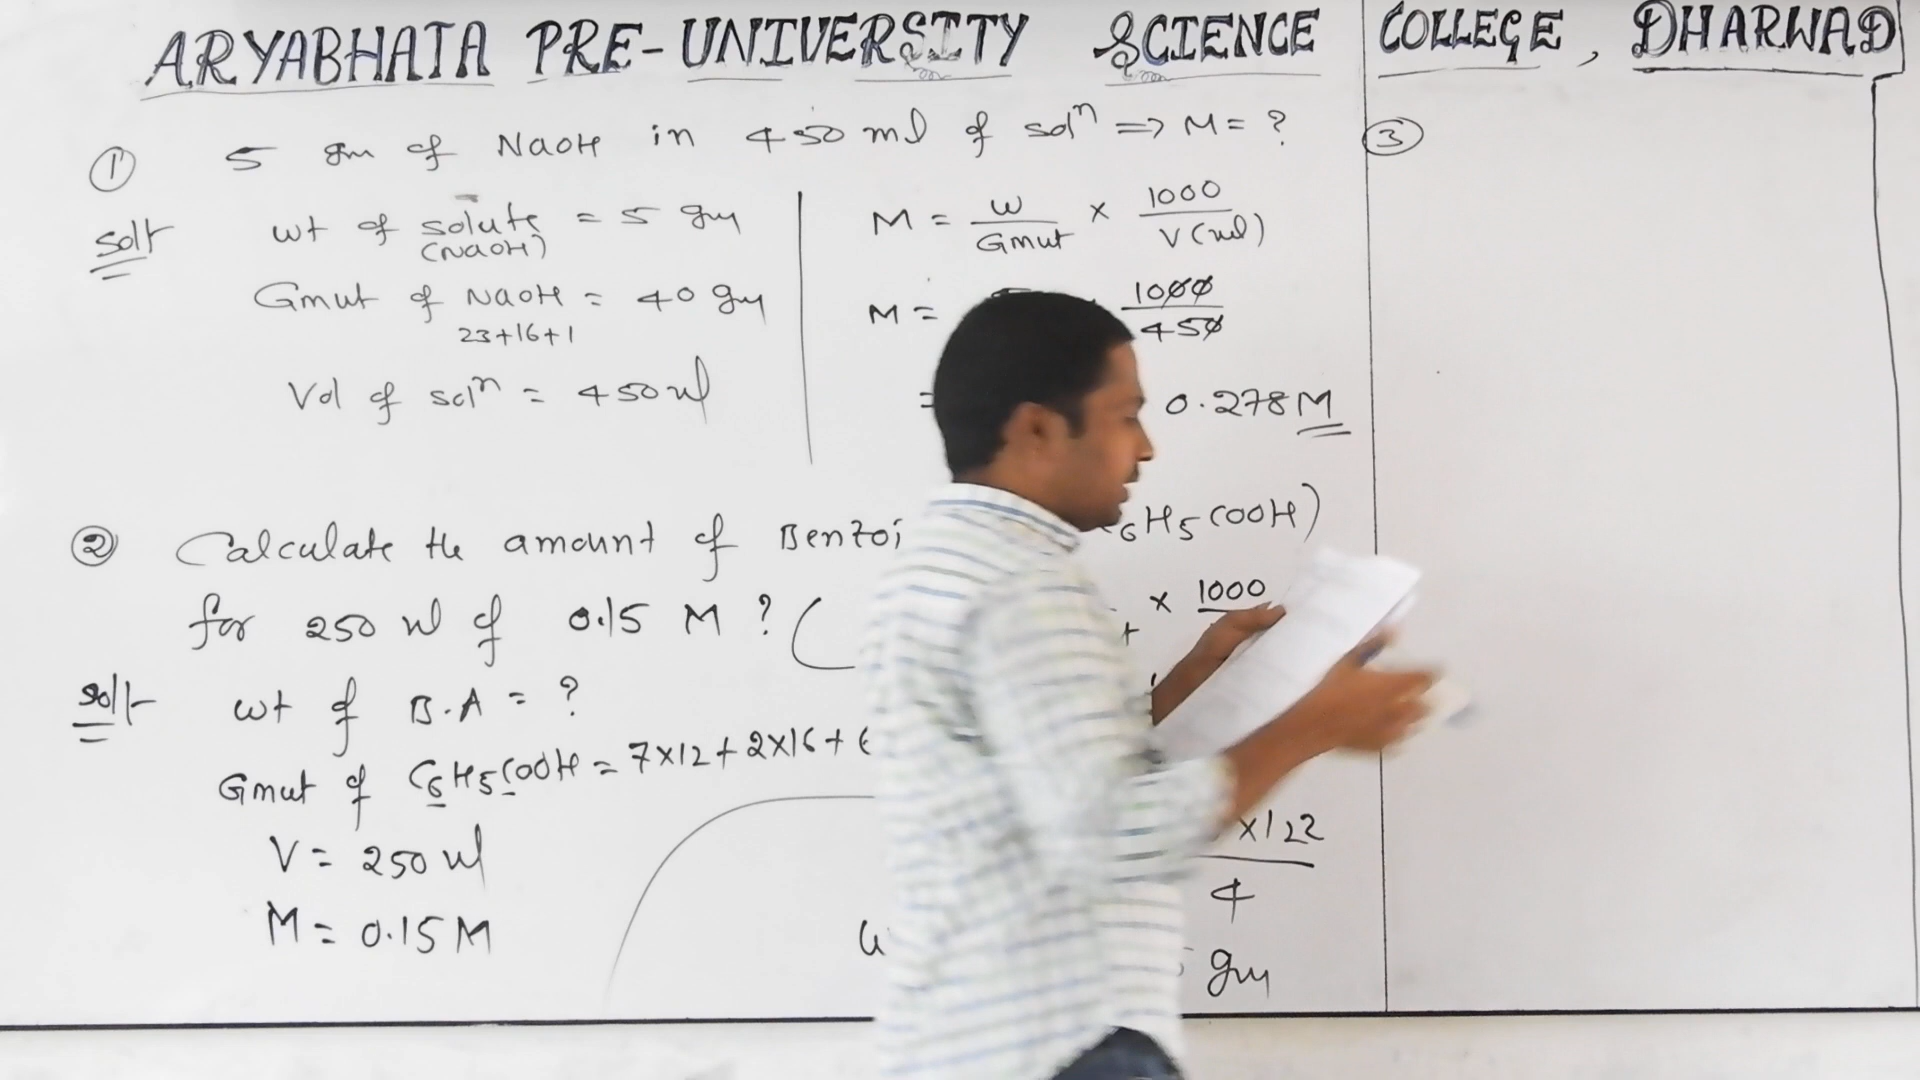 ARYABHATA PRE-UNIVERSITY SCIENCE COLLEGE, DHARWAD
① 5 gm of NaOH in 450 ml of solⁿ => M = ?
wt of solute = 5 gm
(NaOH)
Gmwt of NaOH = 40 gm
23+16+1
Vol of solⁿ = 450 ml
M = w/Gmwt × 1000/V(ml)
M = 1000/450
= 0.278 M
② Calculate the amount of Benzoi 6H5COOH)
for 250 ml of 0.15 M ? (
wt of B.A = ?
Gmwt of C6H5COOH = 7×12 + 2×16 + 6
V = 250 ml
M = 0.15 M
× 1000
×122
4
gm
③